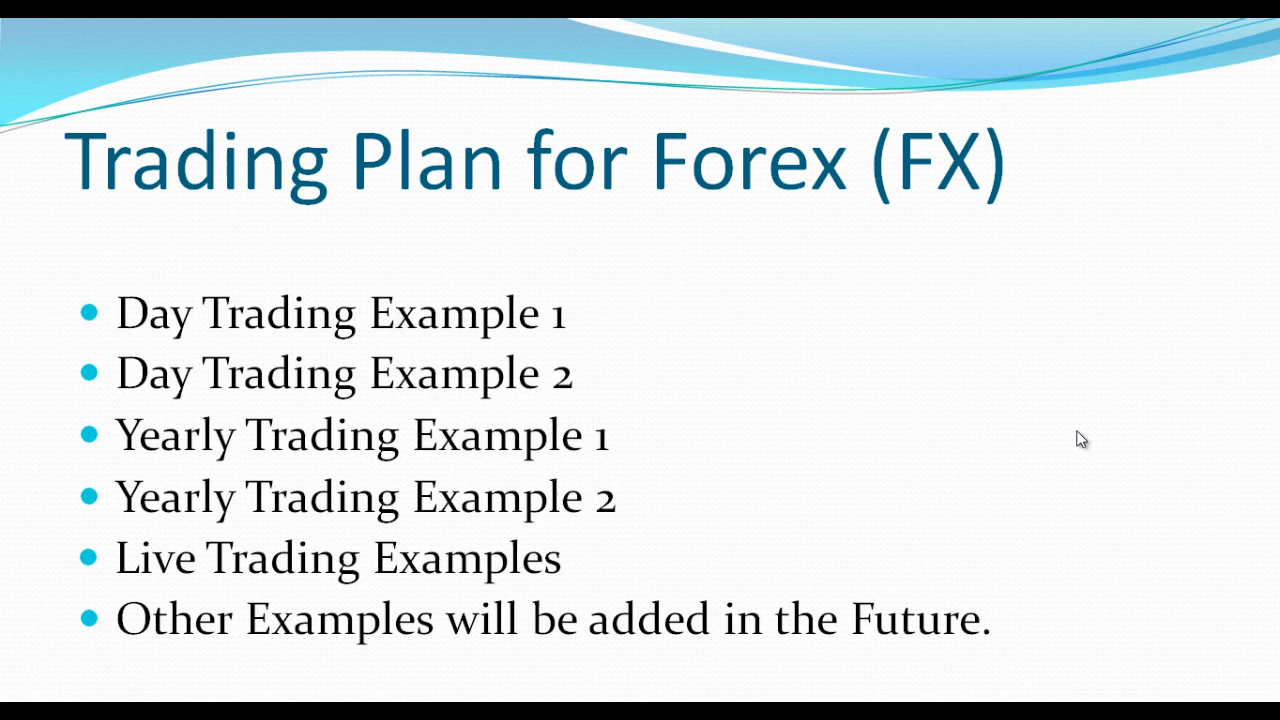 Trading Plan for Forex (FX)
• Day Trading Example 1
• Day Trading Example 2
• Yearly Trading Example 1
• Yearly Trading Example 2
• Live Trading Examples
• Other Examples will be added in the Future.